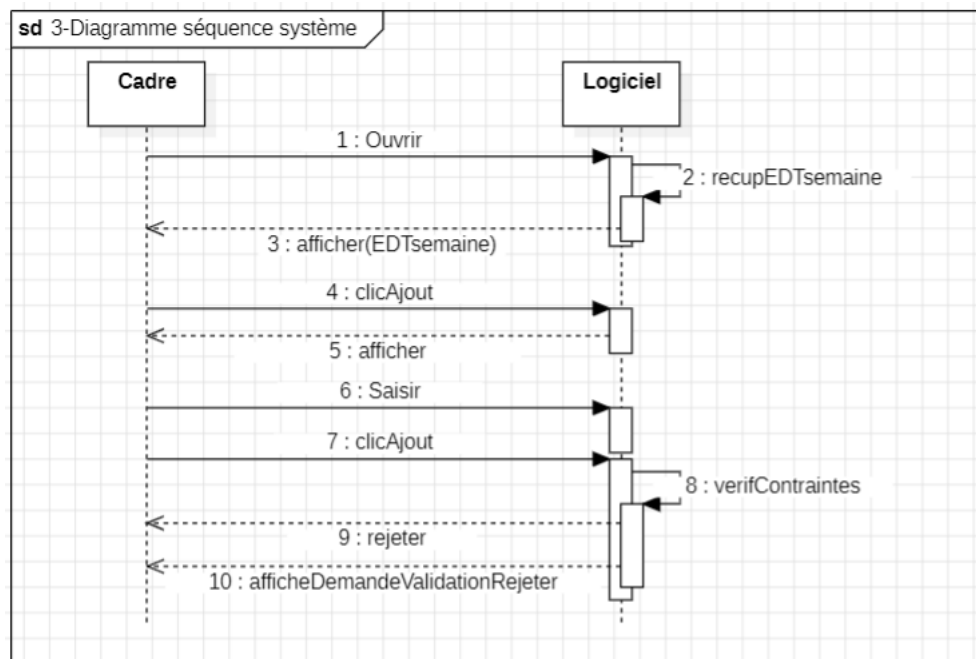 sd 3-Diagramme séquence système
Cadre
Logiciel
1 : Ouvrir
2 : recupEDTsemaine
3 : afficher(EDTsemaine)
4 : clicAjout
5 : afficher
6 : Saisir
7 : clicAjout
8 : verifContraintes
9 : rejeter
10 : afficheDemandeValidationRejeter